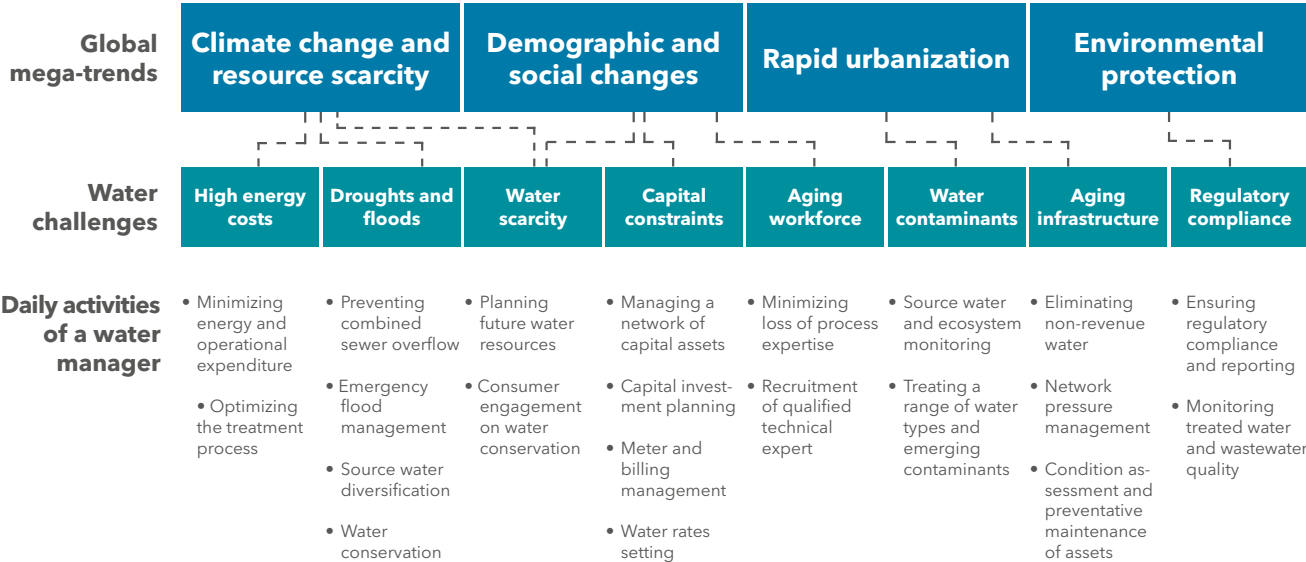 Global
mega-trends
Climate change and
resource scarcity
Demographic and
social changes
Rapid urbanization
Environmental
protection
Water
challenges
High energy
costs
Droughts and
floods
Water
scarcity
Capital
constraints
Aging
workforce
Water
contaminants
Aging
infrastructure
Regulatory
compliance
Daily activities
of a water
manager
• Minimizing
energy and
operational
expenditure
• Optimizing
the treatment
process
• Preventing
combined
sewer overflow
• Emergency
flood
management
• Source water
diversification
• Water
conservation
• Planning
future water
resources
• Consumer
engagement
on water
conservation
• Managing a
network of
capital assets
• Capital invest-
ment planning
• Meter and
billing
management
• Water rates
setting
• Minimizing
loss of process
expertise
• Recruitment
of qualified
technical
expert
• Source water
and ecosystem
monitoring
• Treating a
range of water
types and
emerging
contaminants
• Eliminating
non-revenue
water
• Network
pressure
management
• Condition as-
sessment and
preventative
maintenance
of assets
• Ensuring
regulatory
compliance
and reporting
• Monitoring
treated water
and wastewater
quality